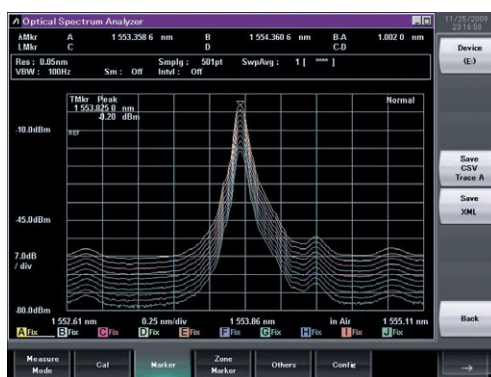 Optical Spectrum Analyzer
11/25/2009
23:16:58
λMkr A 1 553.358 6 nm B 1 554.360 6 nm B-A 1.002 0 nm
LMkr C D C-D
Res : 0.05nm Smplg : 501pt SwpAvg : 1 [ **** ]
VBW : 100Hz Sm : Off Intvl : Off
TMkr Peak
1 553.825 0 nm
-0.20 dBm
Normal
-10.0dBm
REF
-45.0dBm
7.0dB
/ div
-80.0dBm
1 552.61 nm 0.25 nm/div 1 553.86 nm in Air 1 555.11 nm
A Fix B Fix C Fix D Fix E Fix F Fix G Fix H Fix I Fix J Fix
Device
(E:)
Save
CSV
Trace A
Save
XML
Back
Measure
Mode
Cal
Marker
Zone
Marker
Others
Config
→